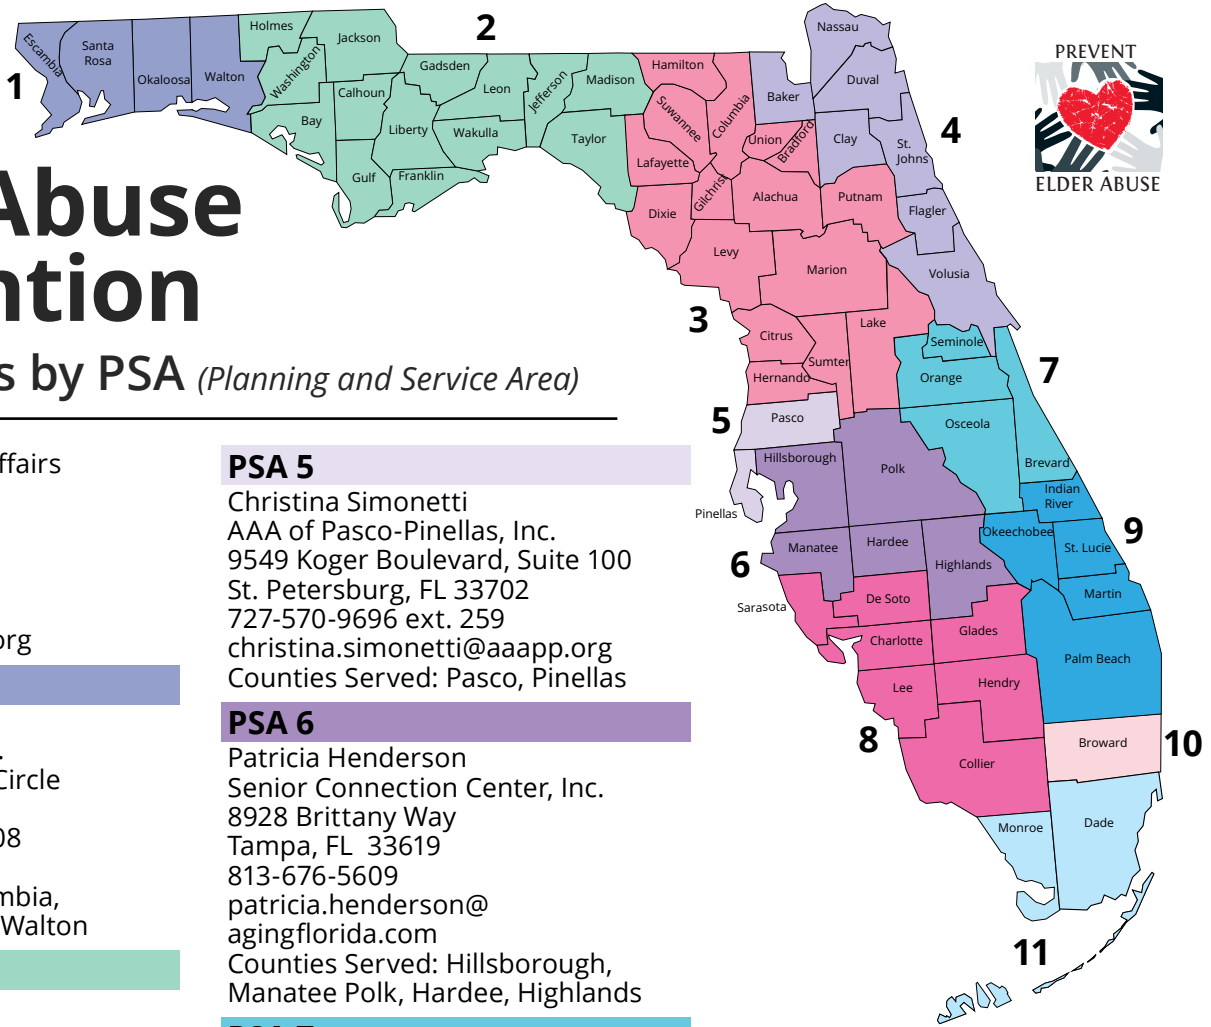 1
2
3
4
5
6
7
8
9
10
11
Escambia
Santa
Rosa
Okaloosa
Walton
Holmes
Washington
Jackson
Bay
Calhoun
Gulf
Gadsden
Liberty
Franklin
Leon
Wakulla
Jefferson
Madison
Taylor
Hamilton
Suwannee
Columbia
Lafayette
Dixie
Gilchrist
Union
Bradford
Alachua
Putnam
Levy
Marion
Citrus
Hernando
Sumter
Lake
Nassau
Duval
Baker
Clay
St.
Johns
Flagler
Volusia
Seminole
Orange
Osceola
Brevard
Pasco
Pinellas
Hillsborough
Polk
Manatee
Hardee
Highlands
Indian
River
Okeechobee
St. Lucie
Martin
Palm Beach
Sarasota
De Soto
Charlotte
Glades
Lee
Hendry
Collier
Broward
Monroe
Dade
PREVENT
ELDER ABUSE
Abuse
ntion
s by PSA (Planning and Service Area)
ffairs
org
.
Circle
08
mbia,
Walton
PSA 5
Christina Simonetti
AAA of Pasco-Pinellas, Inc.
9549 Koger Boulevard, Suite 100
St. Petersburg, FL 33702
727-570-9696 ext. 259
christina.simonetti@aaapp.org
Counties Served: Pasco, Pinellas
PSA 6
Patricia Henderson
Senior Connection Center, Inc.
8928 Brittany Way
Tampa, FL  33619
813-676-5609
patricia.henderson@
agingflorida.com
Counties Served: Hillsborough,
Manatee Polk, Hardee, Highlands